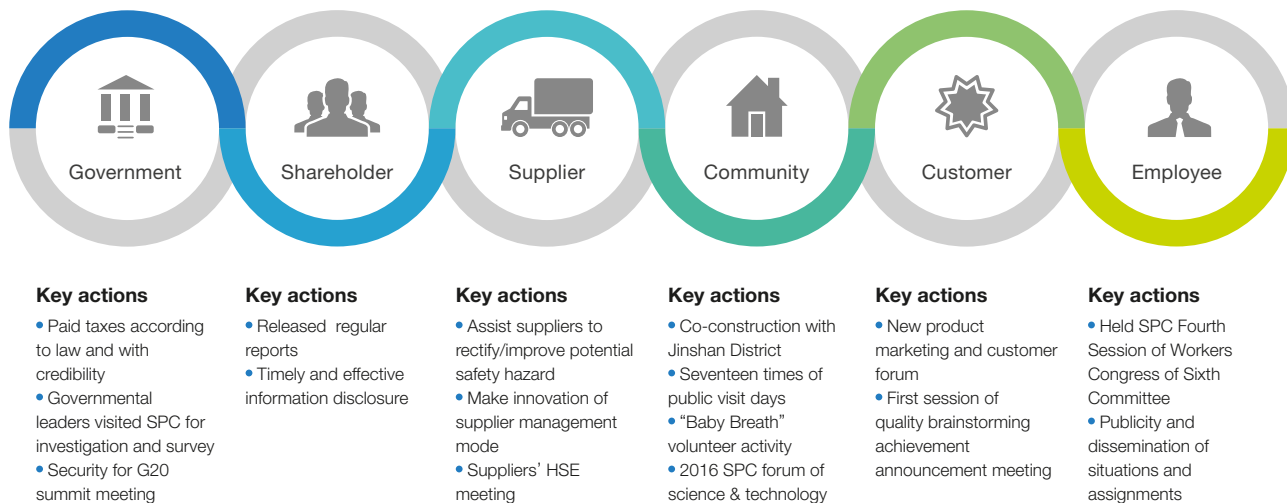 Government
Shareholder
Supplier
Community
Customer
Employee
Key actions
• Paid taxes according
to law and with
credibility
• Governmental
leaders visited SPC for
investigation and survey
• Security for G20
summit meeting
Key actions
• Released regular
reports
• Timely and effective
information disclosure
Key actions
• Assist suppliers to
rectify/improve potential
safety hazard
• Make innovation of
supplier management
mode
• Suppliers’ HSE
meeting
Key actions
• Co-construction with
Jinshan District
• Seventeen times of
public visit days
• “Baby Breath”
volunteer activity
• 2016 SPC forum of
science & technology
Key actions
• New product
marketing and customer
forum
• First session of
quality brainstorming
achievement
announcement meeting
Key actions
• Held SPC Fourth
Session of Workers
Congress of Sixth
Committee
• Publicity and
dissemination of
situations and
assignments